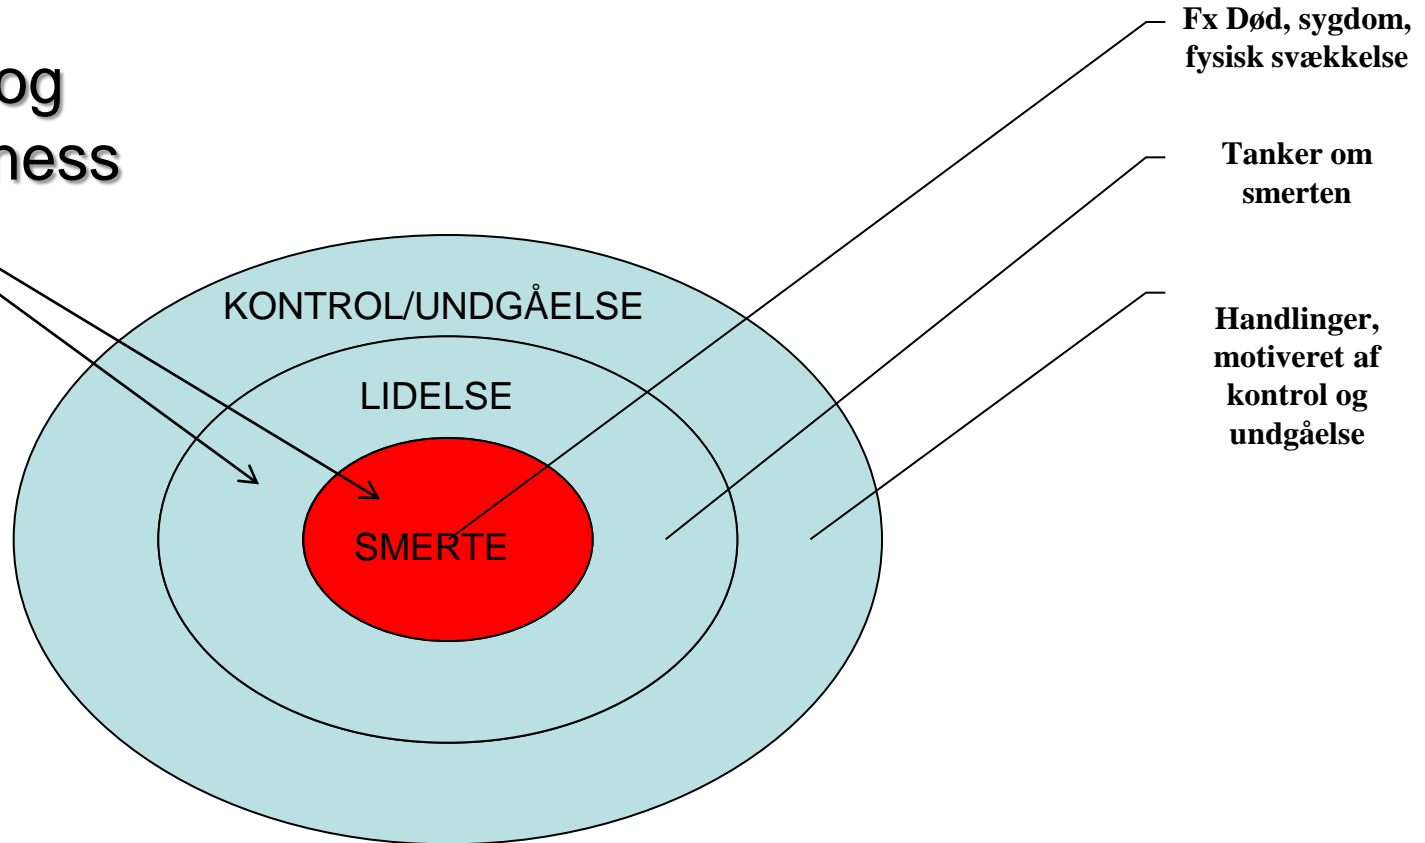 og
ness
Fx Død, sygdom,
fysisk svækkelse
Tanker om
smerten
Handlinger,
motiveret af
kontrol og
undgåelse
KONTROL/UNDGÅELSE
LIDELSE
SMERTE